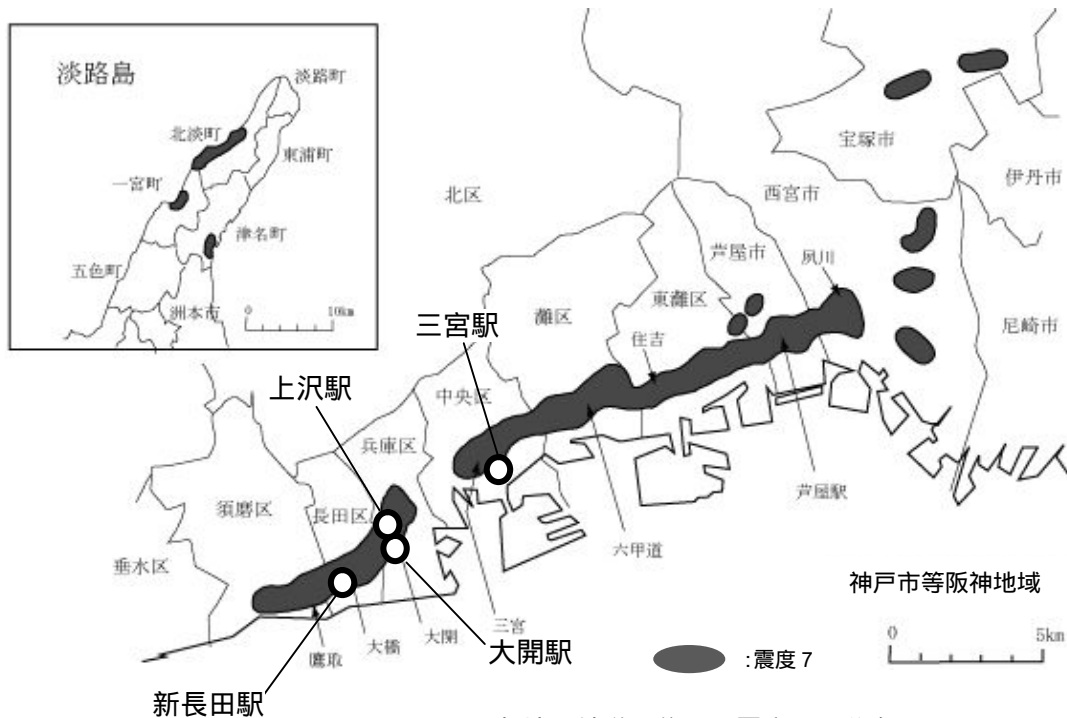 淡路島
淡路町
北淡町
東浦町
一宮町
津名町
五色町
洲本市
0 10km
宝塚市
伊丹市
西宮市
北区
芦屋市
夙川
東灘区
灘区
尼崎市
三宮駅
住吉
上沢駅
中央区
兵庫区
須磨区
長田区
芦屋駅
六甲道
垂水区
神戸市等阪神地域
三宮
大開
大橋
鷹取
大開駅
新長田駅
:震度7
0 5km